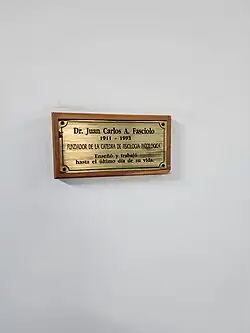 Dr. Juan Carlos A. Fasciolo
1911 - 1993
FUNDADOR DE LA CATEDRA DE FISIOLOGIA PATOLOGICA
Enseñó y trabajó
hasta el último día de su vida.